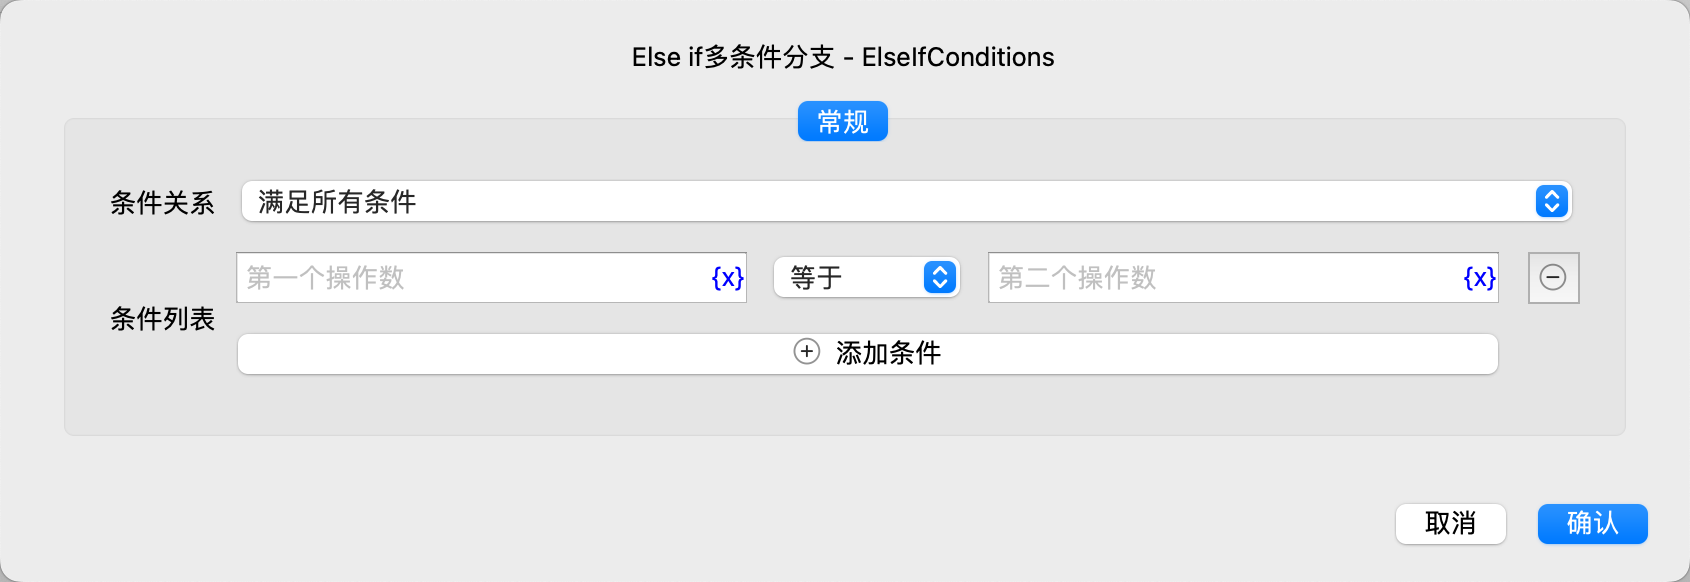 Else if多条件分支 - ElseIfConditions
常规
条件关系 满足所有条件
第一个操作数 {x} 等于 第二个操作数 {x}
条件列表
添加条件
取消 确认